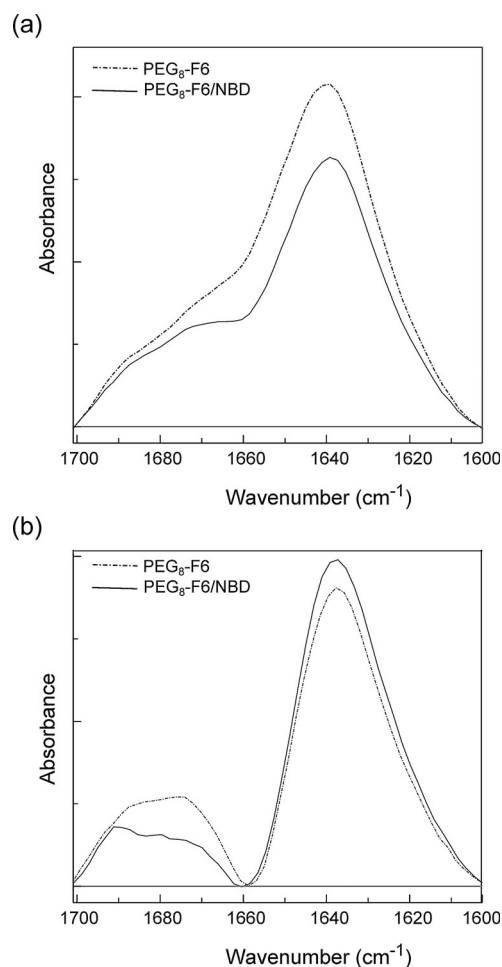 (a)
PEG₈-F6
PEG₈-F6/NBD
Absorbance
1700 1680 1660 1640 1620 1600
Wavenumber (cm⁻¹)
(b)
PEG₈-F6
PEG₈-F6/NBD
Absorbance
1700 1680 1660 1640 1620 1600
Wavenumber (cm⁻¹)